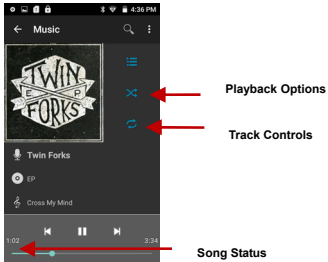 4:36 PM
Music
TWIN
E P
FORKS
Playback Options
Track Controls
Twin Forks
EP
Cross My Mind
1:02
3:34
Song Status